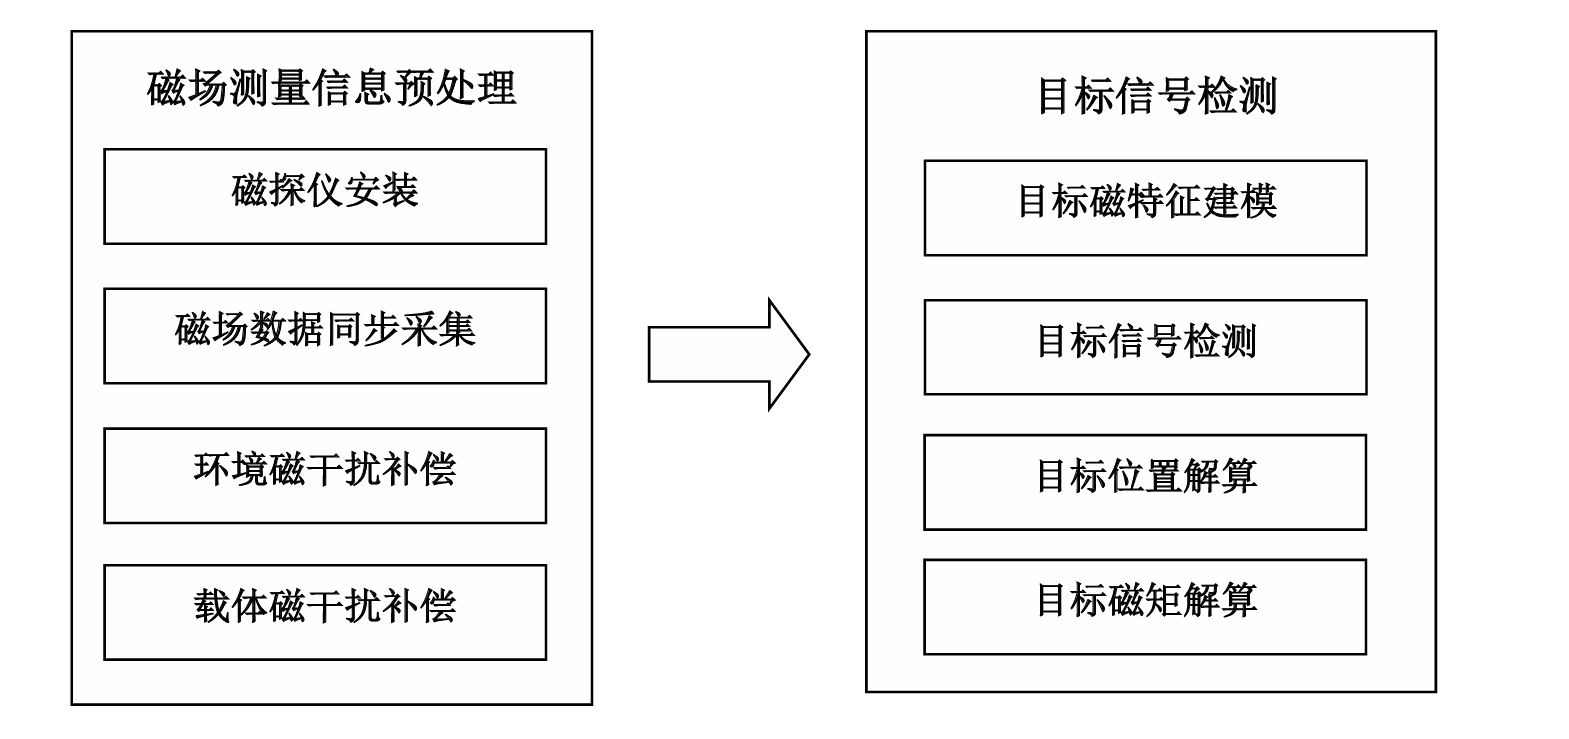 磁场测量信息预处理
磁探仪安装
磁场数据同步采集
环境磁干扰补偿
载体磁干扰补偿
目标信号检测
目标磁特征建模
目标信号检测
目标位置解算
目标磁矩解算